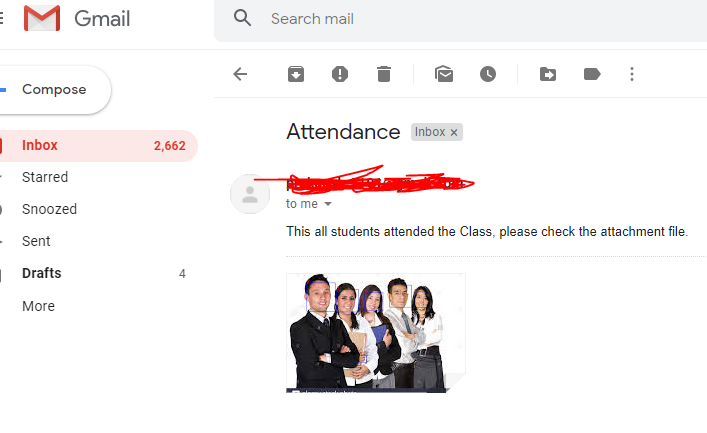 Gmail
Search mail
Compose
Attendance Inbox x
Inbox 2,662
Starred
to me
Snoozed
This all students attended the Class, please check the attachment file.
Sent
Drafts 4
More